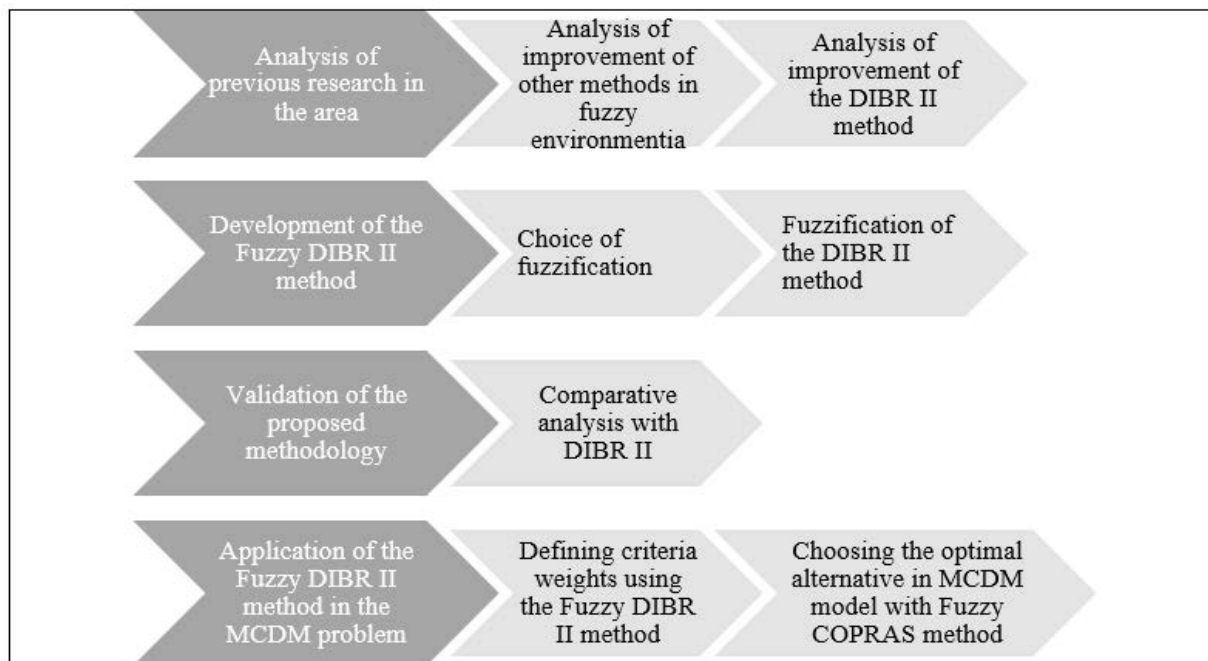 Analysis of
previous research in
the area
Analysis of
improvement of
other methods in
fuzzy
environmentia
Analysis of
improvement of
the DIBR II
method
Development of the
Fuzzy DIBR II
method
Choice of
fuzzification
Fuzzification of
the DIBR II
method
Validation of the
proposed
methodology
Comparative
analysis with
DIBR II
Application of the
Fuzzy DIBR II
method in the
MCDM problem
Defining criteria
weights using
the Fuzzy DIBR
II method
Choosing the optimal
alternative in MCDM
model with Fuzzy
COPRAS method